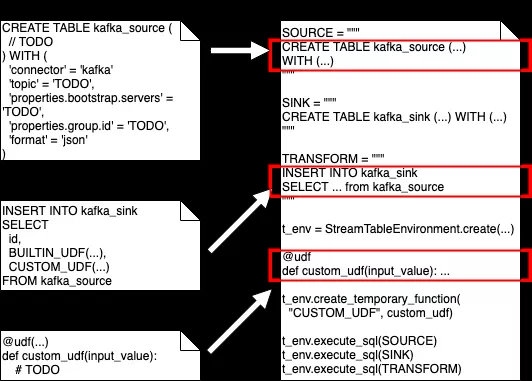 CREATE TABLE kafka_source (
// TODO
) WITH (
'connector' = 'kafka'
'topic' = 'TODO',
'properties.bootstrap.servers' =
'TODO',
'properties.group.id' = 'TODO',
'format' = 'json'
)
INSERT INTO kafka_sink
SELECT
id,
BUILTIN_UDF(...),
CUSTOM_UDF(...)
FROM kafka_source
@udf(...)
def custom_udf(input_value):
# TODO
SOURCE = """
CREATE TABLE kafka_source (...)
WITH (...)
"""
SINK = """
CREATE TABLE kafka_sink (...) WITH (...)
"""
TRANSFORM = """
INSERT INTO kafka_sink
SELECT ... from kafka_source
"""
t_env = StreamTableEnvironment.create(...)
@udf
def custom_udf(input_value): ...
t_env.create_temporary_function(
"CUSTOM_UDF", custom_udf)
t_env.execute_sql(SOURCE)
t_env.execute_sql(SINK)
t_env.execute_sql(TRANSFORM)